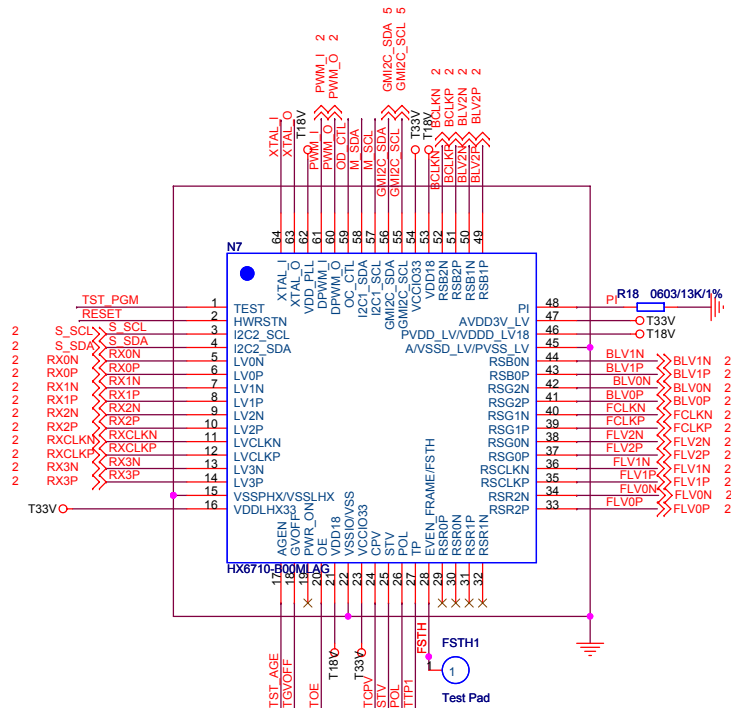 PWM_I 2
PWM_O 2
GMI2C_SDA 5
GMI2C_SCL 5
BCLKN 2
BCLKP 2
BLV2N 2
BLV2P 2
XTAL_I
XTAL_O
T18V
PWM_I
PWM_O
OD_CTL
M_SDA
M_SCL
GMI2C_SDA
GMI2C_SCL
T33V
T18V
BCLKN
BCLKP
BLV2N
BLV2P
64
63
62
61
60
59
58
57
56
55
54
53
52
51
50
49
N7
XTAL_I
XTAL_O
VDD_PLL
DPWM_I
DPWM_O
OC_CTL
I2C1_SDA
I2C1_SCL
GMI2C_SDA
GMI2C_SCL
VCCIO33
VDD18
RSB2N
RSB2P
RSB1N
RSB1P
TST_PGM 1 TEST
RESET 2 HWRSTN
2 S_SCL S_SCL 3 I2C2_SCL
2 S_SDA S_SDA 4 I2C2_SDA
2 RX0N RX0N 5 LV0N
2 RX0P RX0P 6 LV0P
2 RX1N RX1N 7 LV1N
2 RX1P RX1P 8 LV1P
2 RX2N RX2N 9 LV2N
2 RX2P RX2P 10 LV2P
2 RXCLKN RXCLKN 11 LVCLKN
2 RXCLKP RXCLKP 12 LVCLKP
2 RX3N RX3N 13 LV3N
2 RX3P RX3P 14 LV3P
15 VSSPHX/VSSLHX
T33V 16 VDDLHX33
PI 48 PI R18 0603/13K/1%
AVDD3V_LV 47 T33V
PVDD_LV/VDDD_LV18 46 T18V
A/VSSD_LV/PVSS_LV 45
RSB0N 44 BLV1N BLV1N 2
RSB0P 43 BLV1P BLV1P 2
RSG2N 42 BLV0N BLV0N 2
RSG2P 41 BLV0P BLV0P 2
RSG1N 40 FCLKN FCLKN 2
RSG1P 39 FCLKP FCLKP 2
RSG0N 38 FLV2N FLV2N 2
RSG0P 37 FLV2P FLV2P 2
RSCLKN 36 FLV1N FLV1N 2
RSCLKP 35 FLV1P FLV1P 2
RSR2N 34 FLV0N FLV0N 2
RSR2P 33 FLV0P FLV0P 2
AGEN
GVOFF
PWR_ON
OE
VDD18
VSSIO/VSS
VCCIO33
CPV
STV
POL
TP
EVEN_FRAME/FSTH
RSR0P
RSR0N
RSR1P
RSR1N
HX6710-B00MLAG
17
18
19
20
21
22
23
24
25
26
27
28
29
30
31
32
TST_AGE
TGVOFF
TOE
T18V
T33V
TCPV
STV
POL
TTP1
FSTH
FSTH1
1
1
Test Pad